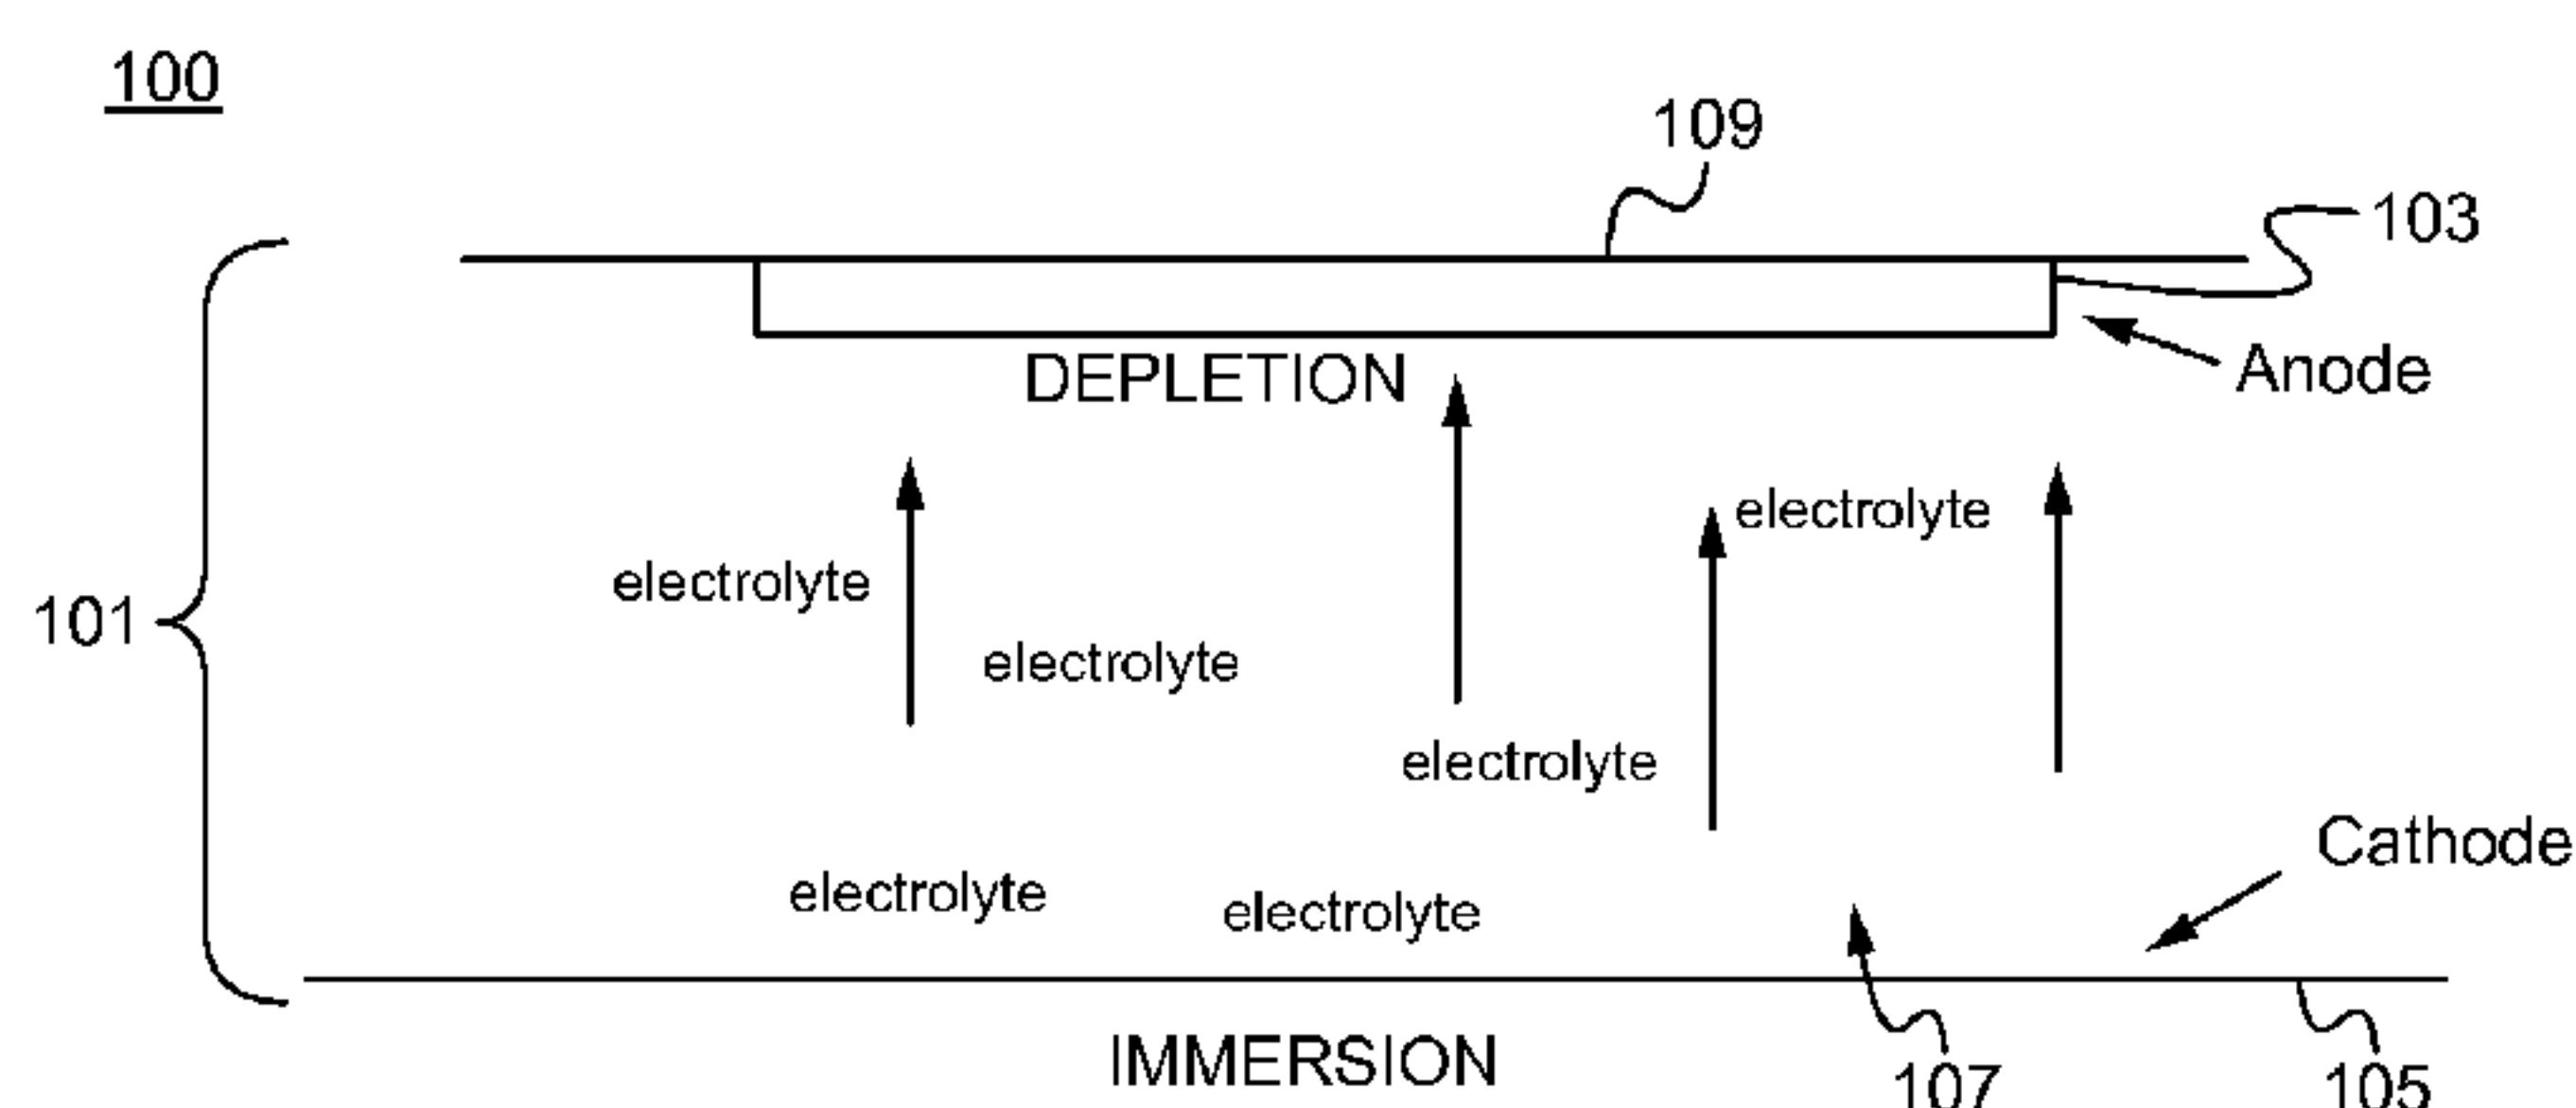 100
109
103
DEPLETION
Anode
electrolyte
electrolyte
101
electrolyte
electrolyte
Cathode
electrolyte
electrolyte
IMMERSION
107
105